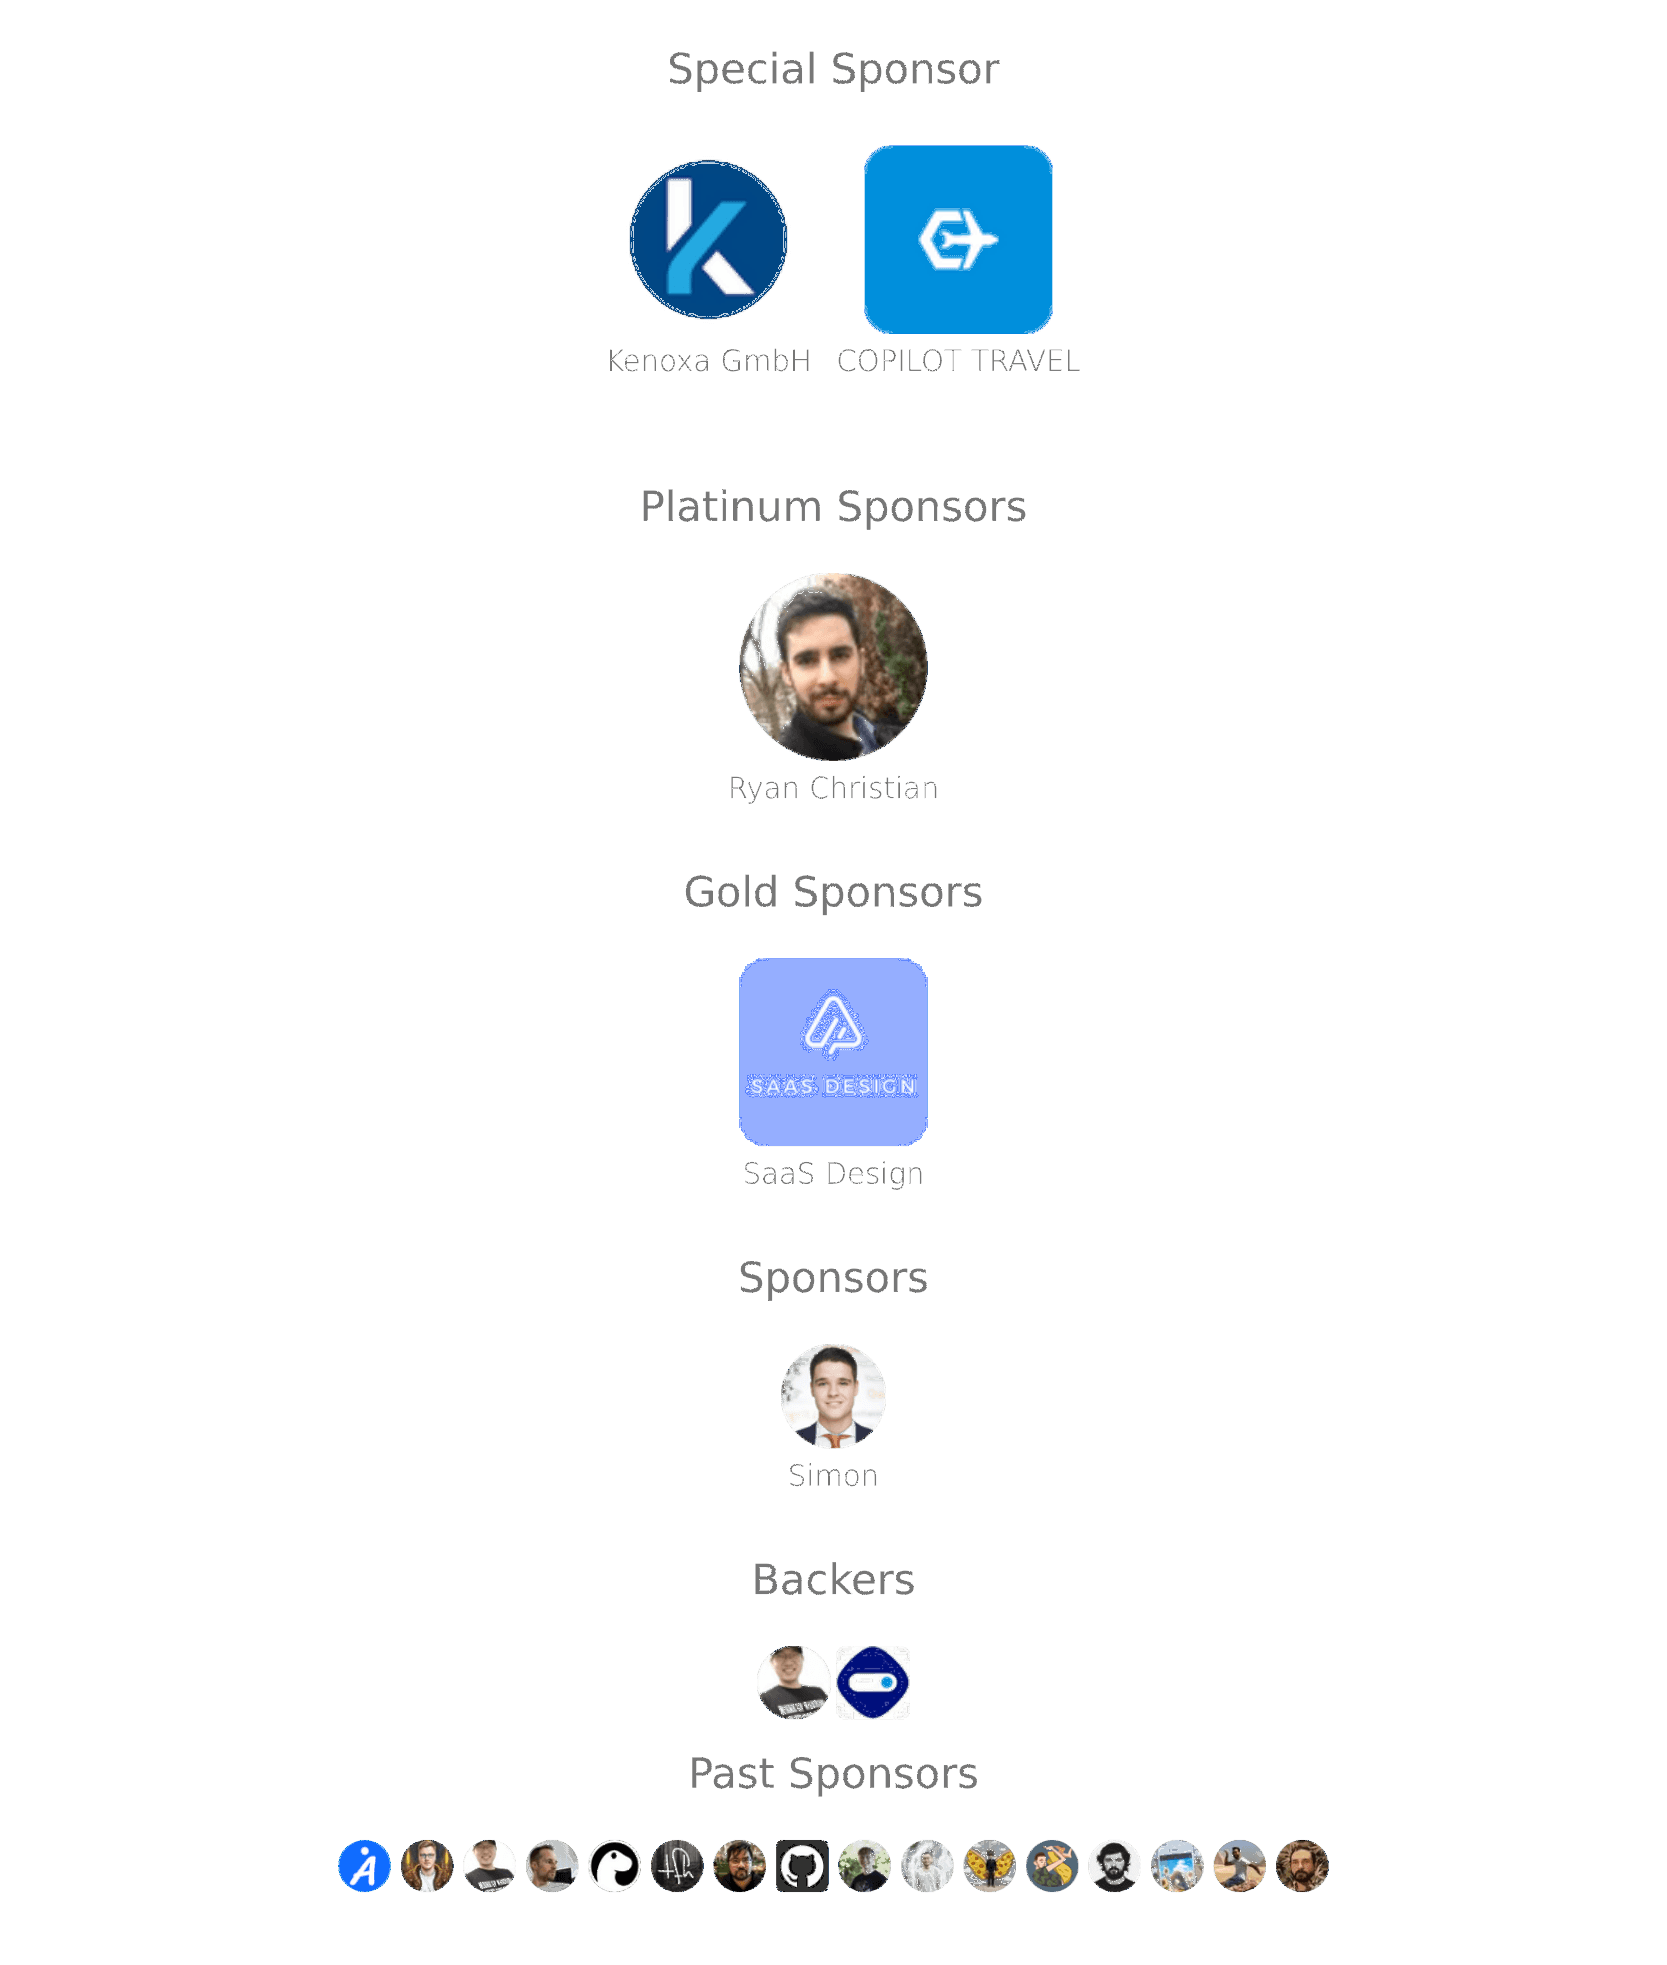 Special Sponsor
Kenoxa GmbH
COPILOT TRAVEL
Platinum Sponsors
Ryan Christian
Gold Sponsors
SAAS DESIGN
SaaS Design
Sponsors
Simon
Backers
Past Sponsors